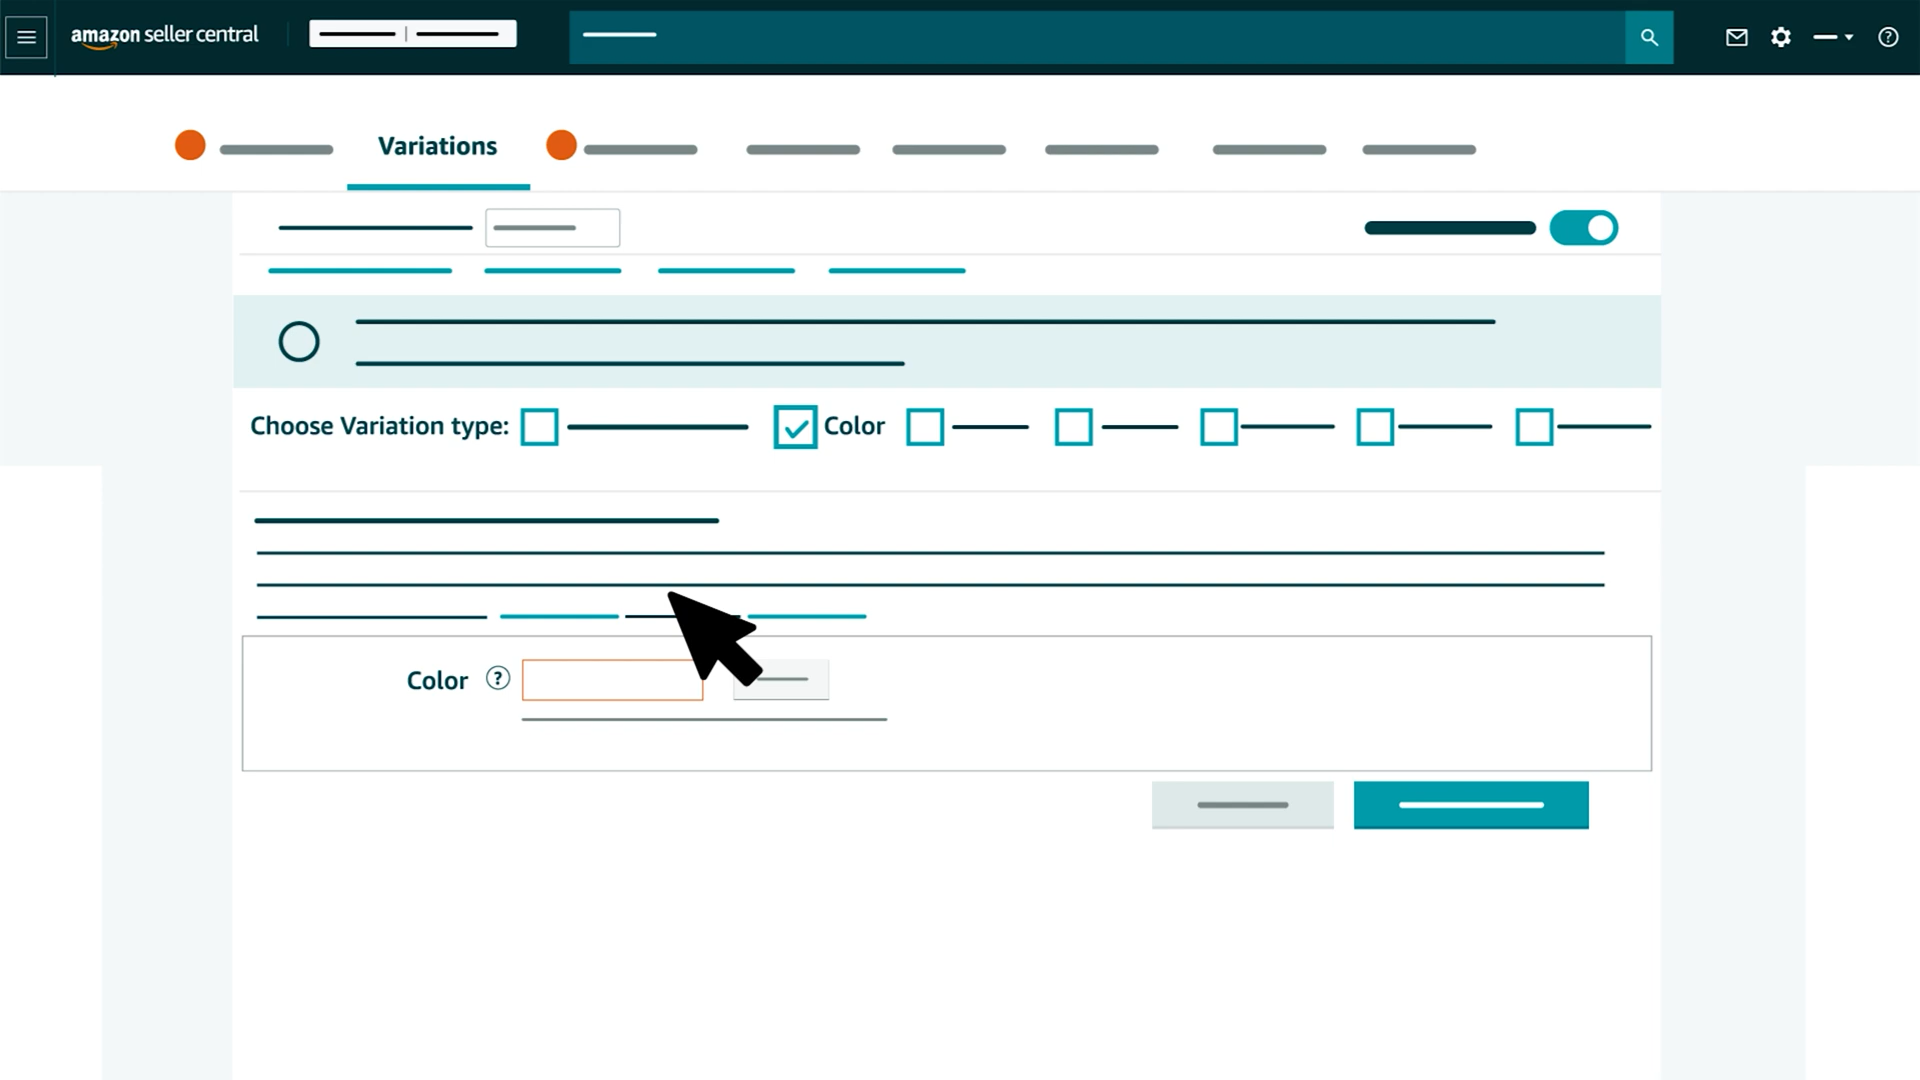 amazon seller central
Variations
Choose Variation type:
Color
Color